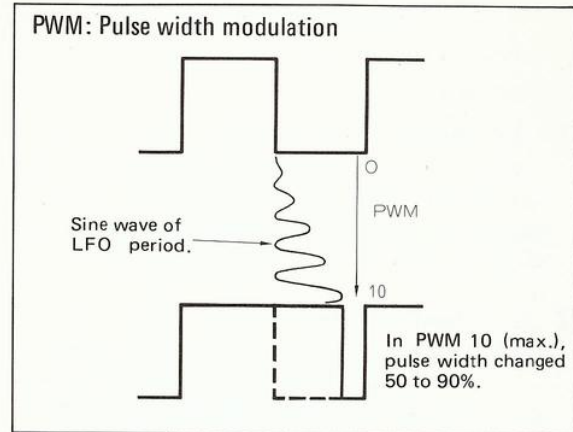 PWM: Pulse width modulation
O
PWM
Sine wave of
LFO period.
10
In PWM 10 (max.),
pulse width changed
50 to 90%.